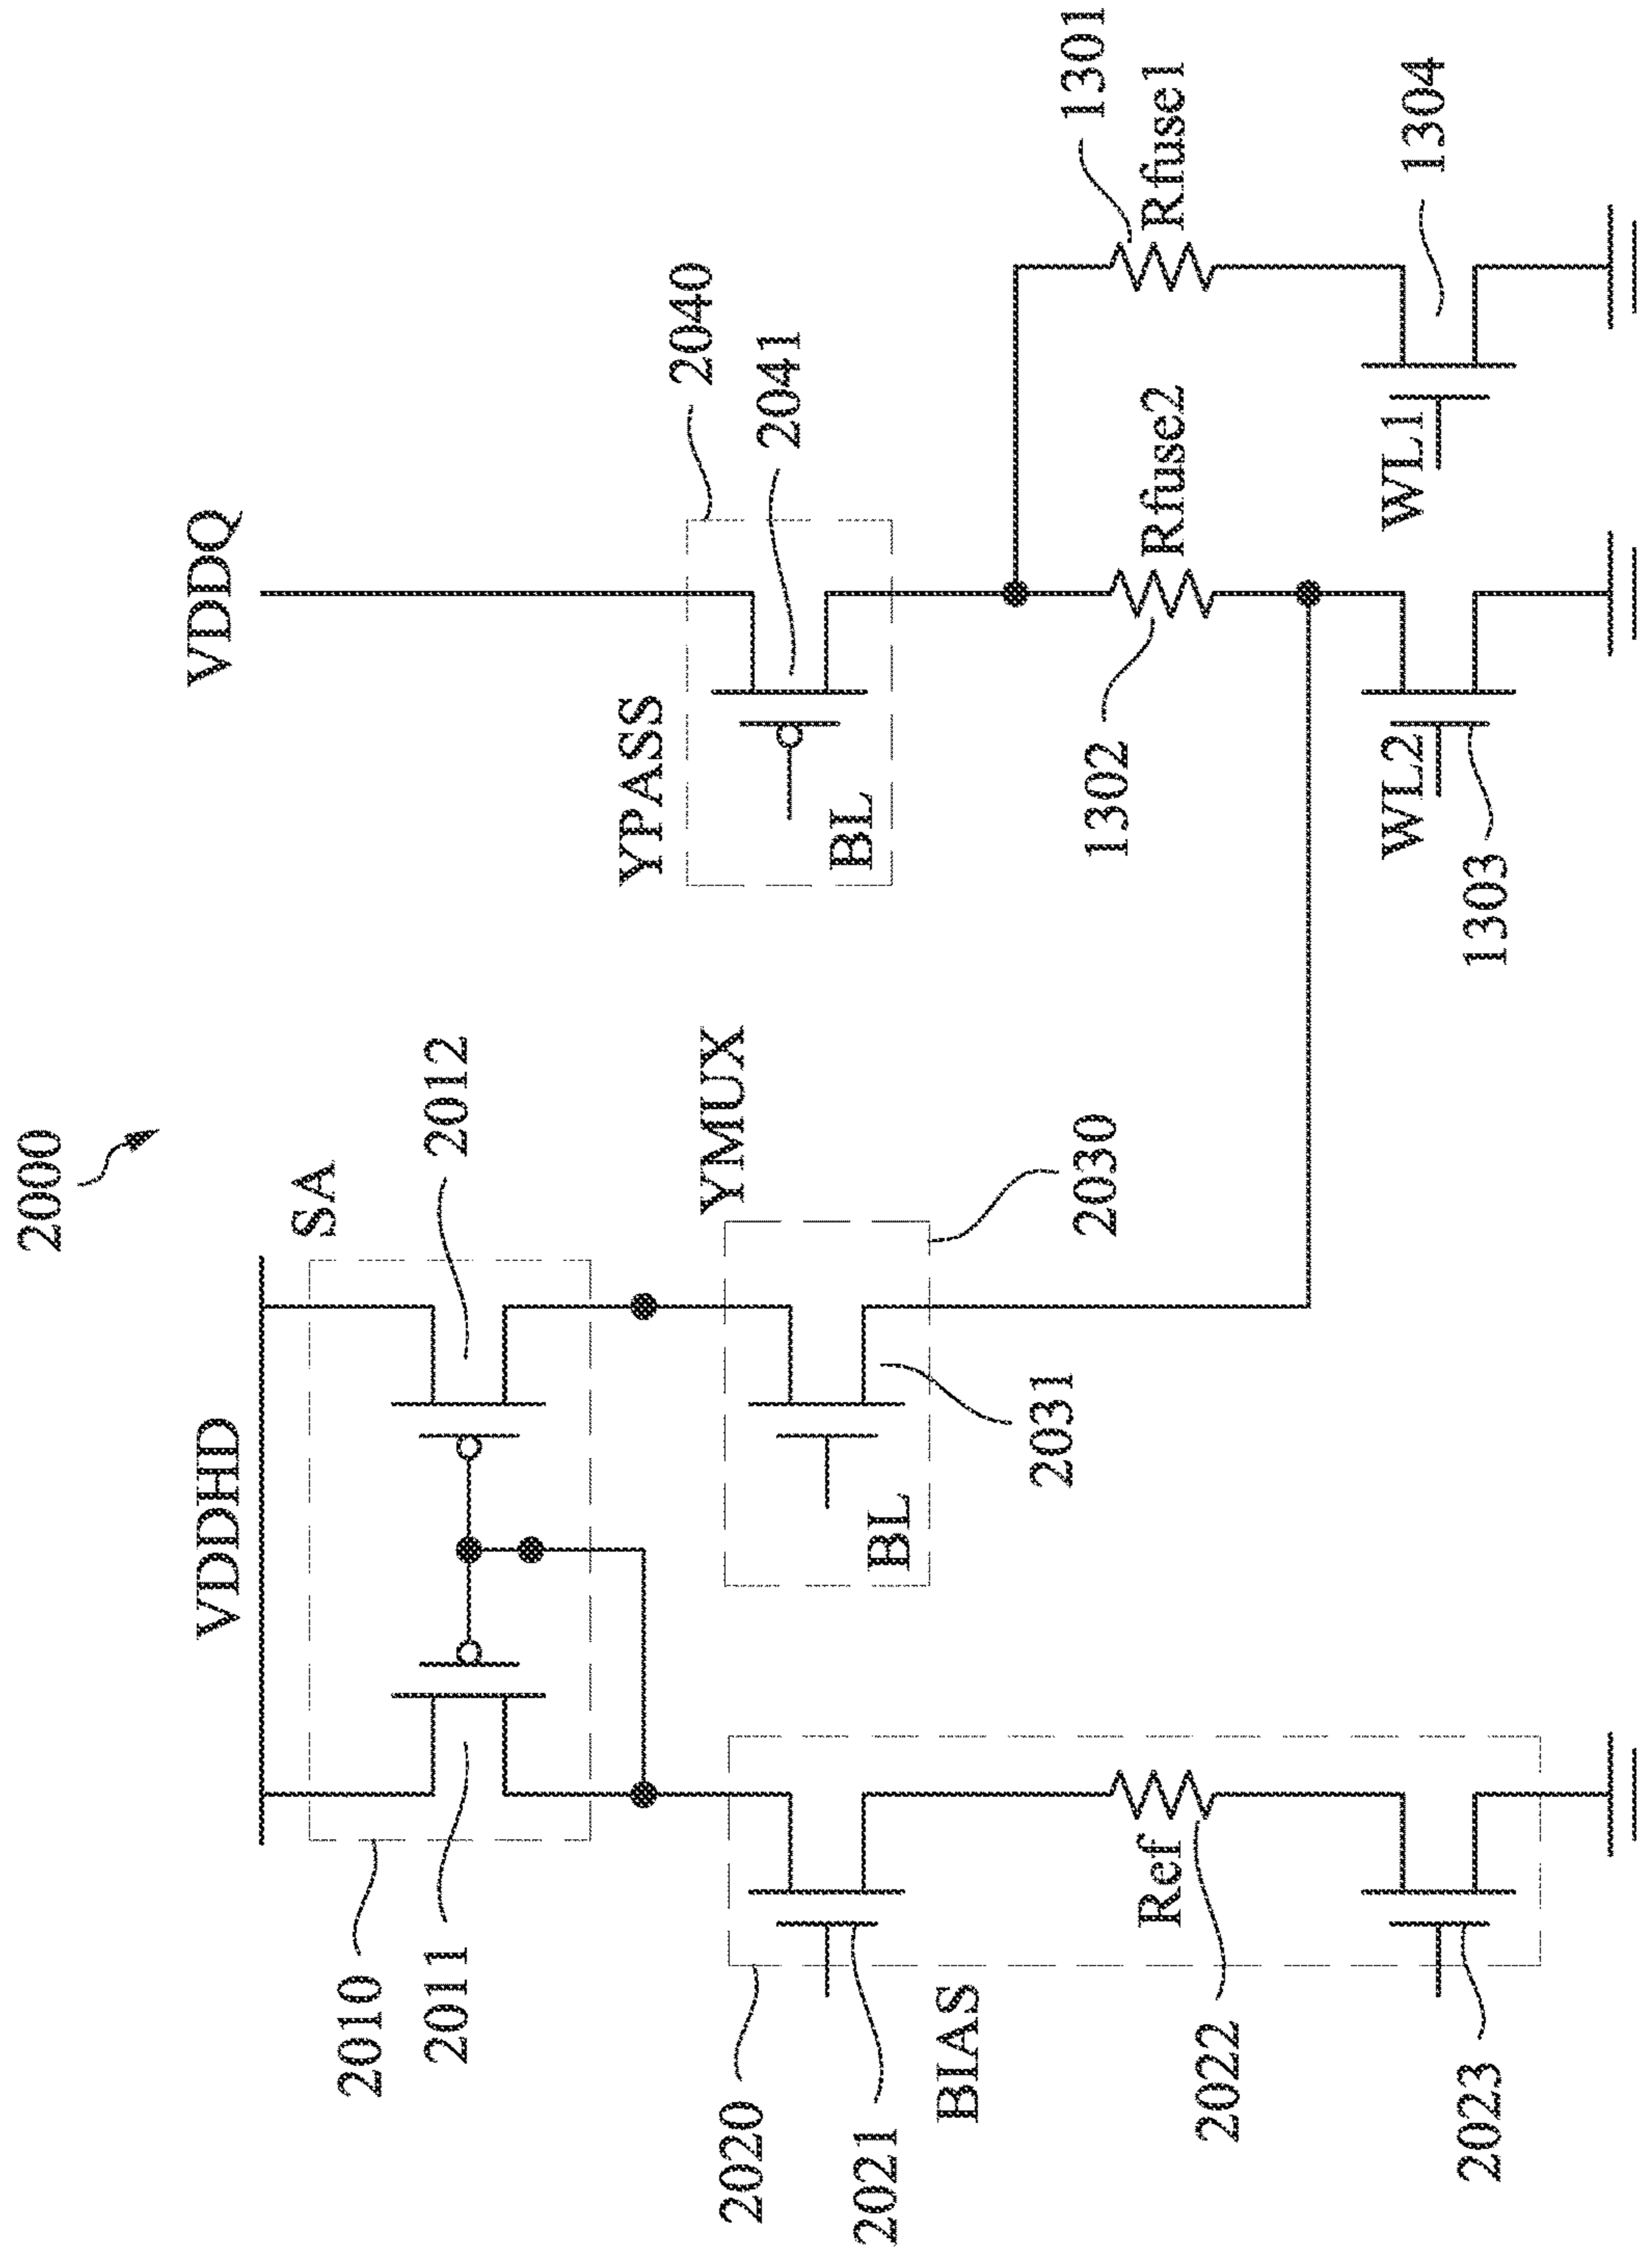 2000
VDDHD
VDDQ
SA
2010
2011
2012
YPASS
2040
2041
BL
YMUX
BL
2030
2031
2020
2021
BIAS
Ref
2022
2023
1302
Rfuse2
Rfuse1
1301
WL2
1303
WL1
1304